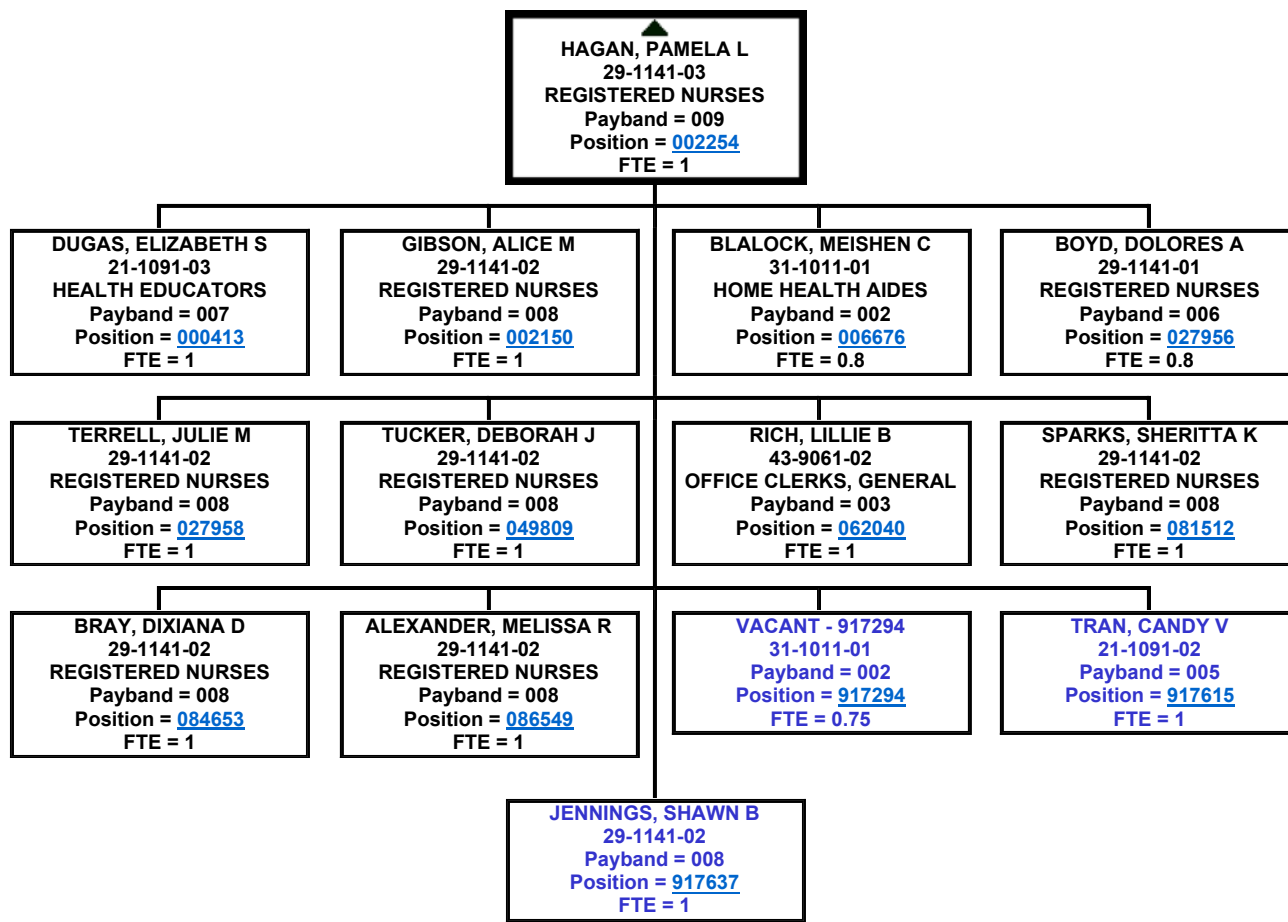 HAGAN, PAMELA L
29-1141-03
REGISTERED NURSES
Payband = 009
Position = 002254
FTE = 1
DUGAS, ELIZABETH S
21-1091-03
HEALTH EDUCATORS
Payband = 007
Position = 000413
FTE = 1
GIBSON, ALICE M
29-1141-02
REGISTERED NURSES
Payband = 008
Position = 002150
FTE = 1
BLALOCK, MEISHEN C
31-1011-01
HOME HEALTH AIDES
Payband = 002
Position = 006676
FTE = 0.8
BOYD, DOLORES A
29-1141-01
REGISTERED NURSES
Payband = 006
Position = 027956
FTE = 0.8
TERRELL, JULIE M
29-1141-02
REGISTERED NURSES
Payband = 008
Position = 027958
FTE = 1
TUCKER, DEBORAH J
29-1141-02
REGISTERED NURSES
Payband = 008
Position = 049809
FTE = 1
RICH, LILLIE B
43-9061-02
OFFICE CLERKS, GENERAL
Payband = 003
Position = 062040
FTE = 1
SPARKS, SHERITTA K
29-1141-02
REGISTERED NURSES
Payband = 008
Position = 081512
FTE = 1
BRAY, DIXIANA D
29-1141-02
REGISTERED NURSES
Payband = 008
Position = 084653
FTE = 1
ALEXANDER, MELISSA R
29-1141-02
REGISTERED NURSES
Payband = 008
Position = 086549
FTE = 1
VACANT - 917294
31-1011-01
Payband = 002
Position = 917294
FTE = 0.75
TRAN, CANDY V
21-1091-02
Payband = 005
Position = 917615
FTE = 1
JENNINGS, SHAWN B
29-1141-02
Payband = 008
Position = 917637
FTE = 1